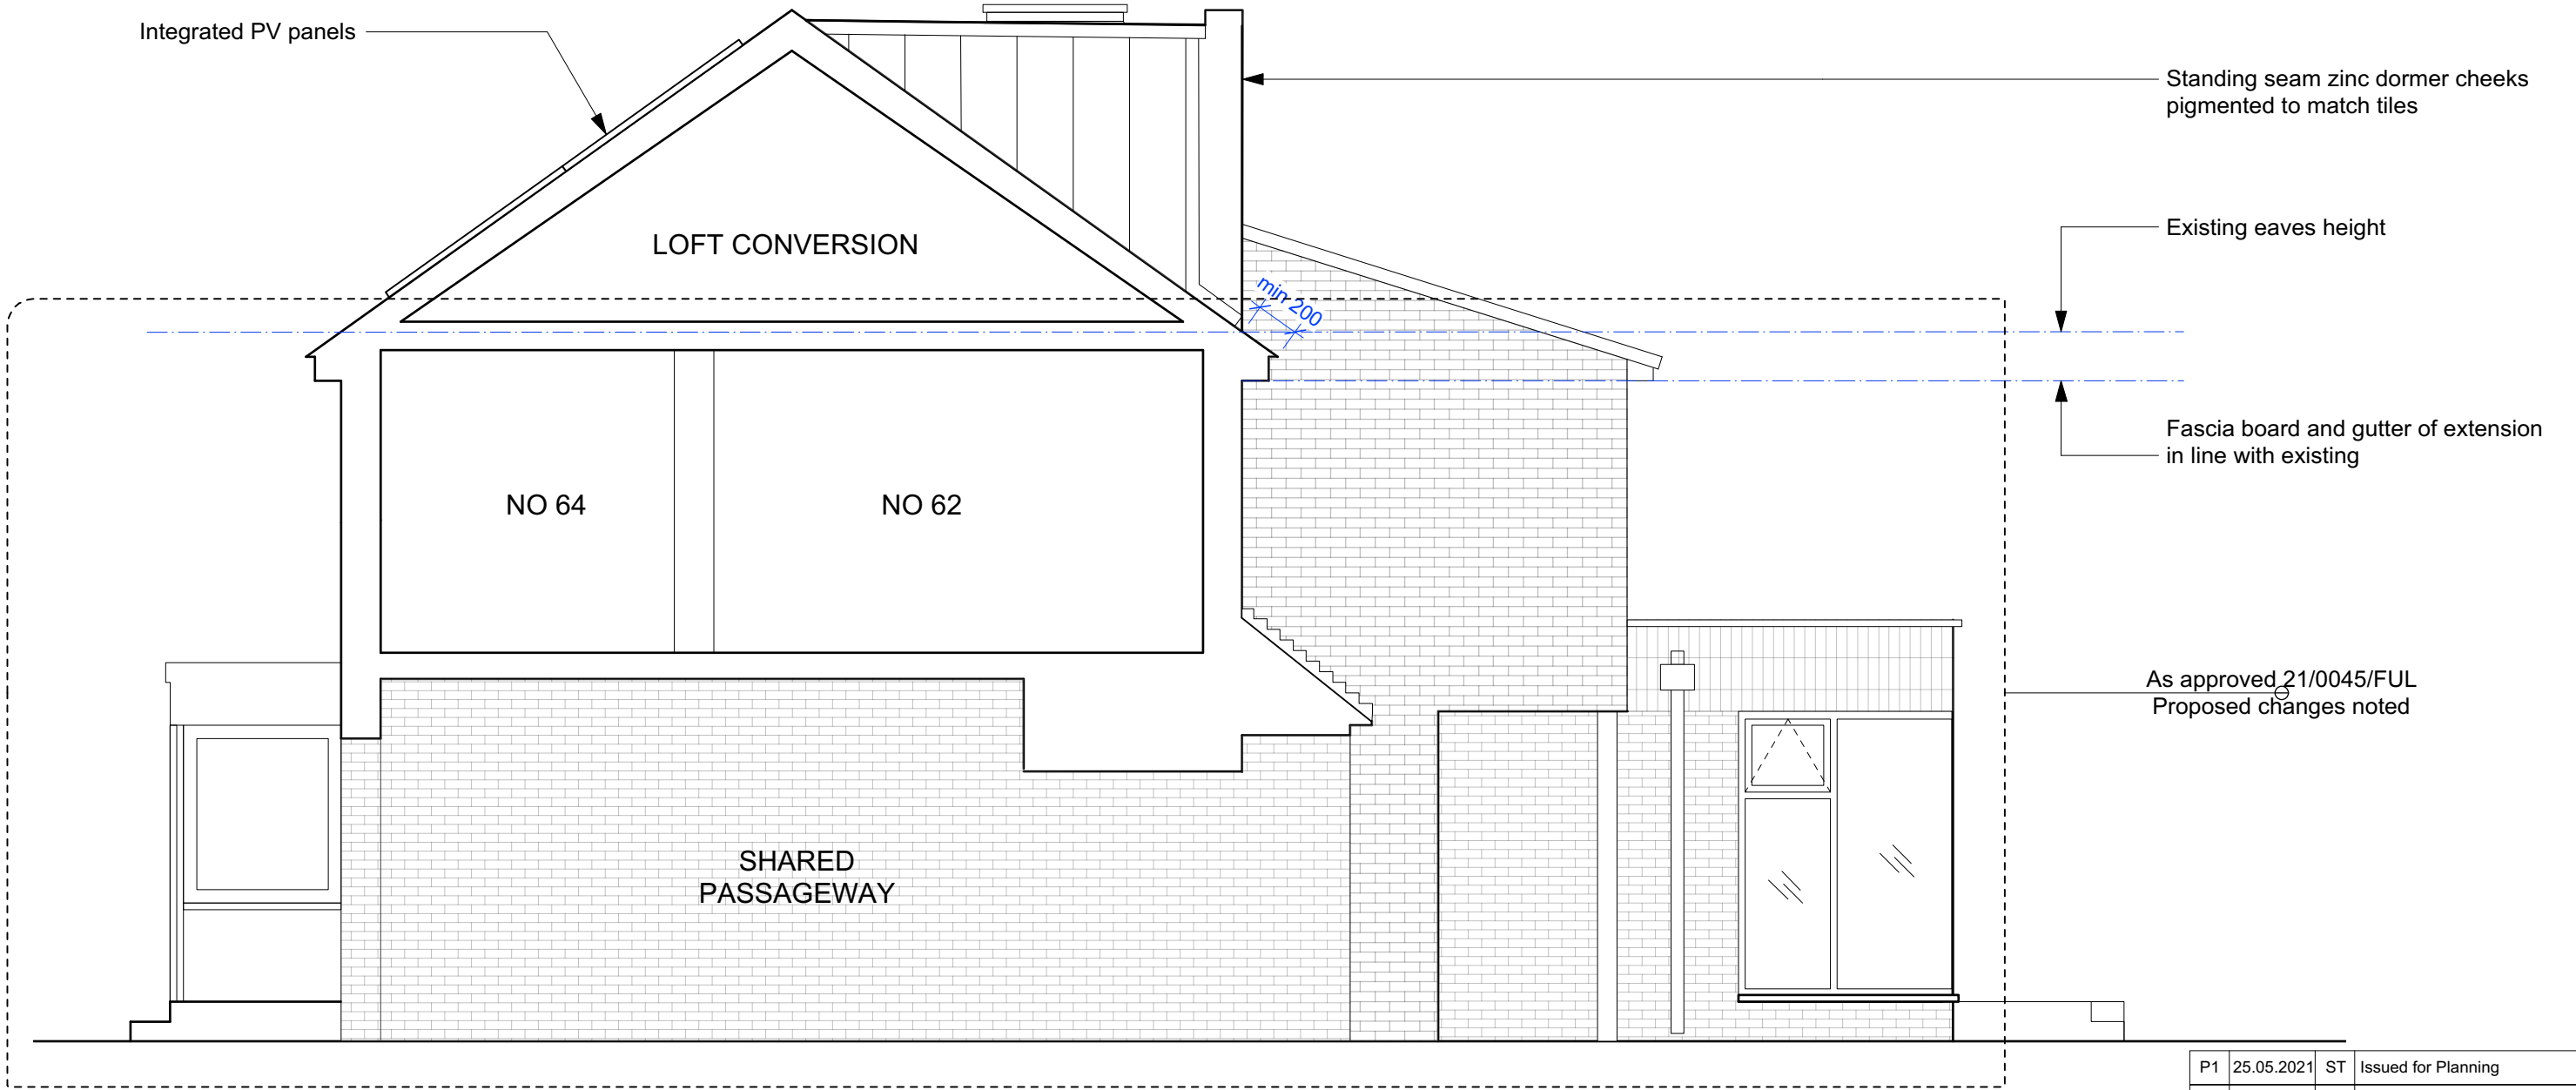 Integrated PV panels
Standing seam zinc dormer cheeks
pigmented to match tiles
LOFT CONVERSION
Existing eaves height
min 200
Fascia board and gutter of extension
in line with existing
NO 64
NO 62
As approved 21/0045/FUL
Proposed changes noted
SHARED
PASSAGEWAY
P1 25.05.2021 ST Issued for Planning